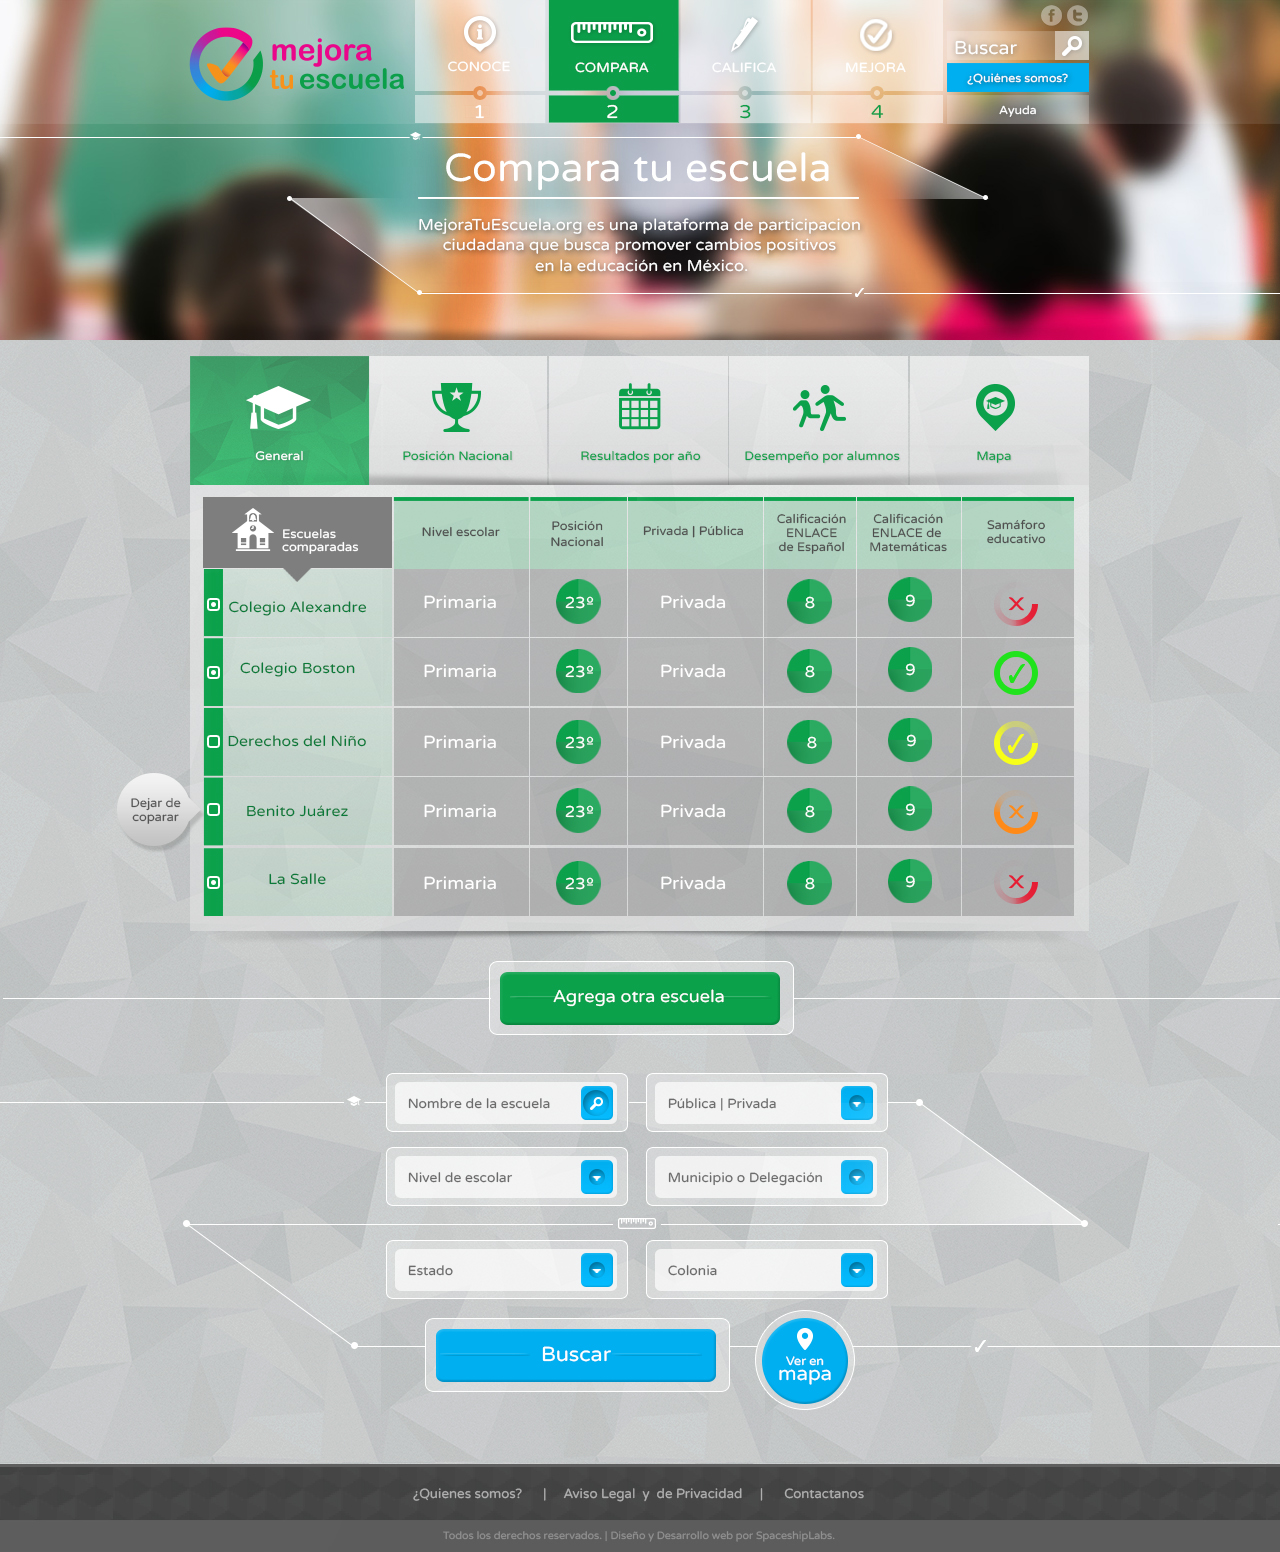 mejora
tu escuela
CONOCE
COMPARA
CALIFICA
MEJORA
1
2
3
4
Buscar
¿Quiénes somos?
Ayuda
Compara tu escuela
MejoraTuEscuela.org es una plataforma de participacion
ciudadana que busca promover cambios positivos
en la educación en México.
General
Posición Nacional
Resultados por año
Desempeño por alumnos
Mapa
Escuelas
comparadas
Nivel escolar
Posición
Nacional
Privada | Pública
Calificación
ENLACE
de Español
Calificación
ENLACE de
Matemáticas
Samáforo
educativo
Colegio Alexandre
Primaria
23º
Privada
8
9
Colegio Boston
Primaria
23º
Privada
8
9
Derechos del Niño
Primaria
23º
Privada
8
9
Dejar de
coparar
Benito Juárez
Primaria
23º
Privada
8
9
La Salle
Primaria
23º
Privada
8
9
Agrega otra escuela
Nombre de la escuela
Pública | Privada
Nivel de escolar
Municipio o Delegación
Estado
Colonia
Buscar
Ver en
mapa
¿Quienes somos? | Aviso Legal y de Privacidad | Contactanos
Todos los derechos reservados. | Diseño y Desarrollo web por SpaceshipLabs.